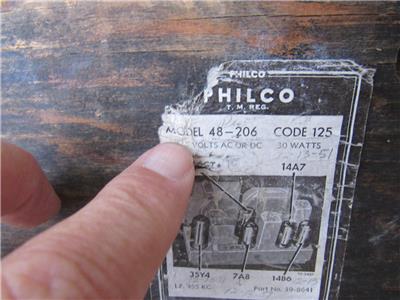 PHILCO
PHILCO
T. M. REG.
MODEL 48-206 CODE 125
VOLTS AC OR DC 30 WATTS
14A7
35Y4 7A8 14B6
I.F. 455 KC Part No. 39-8641